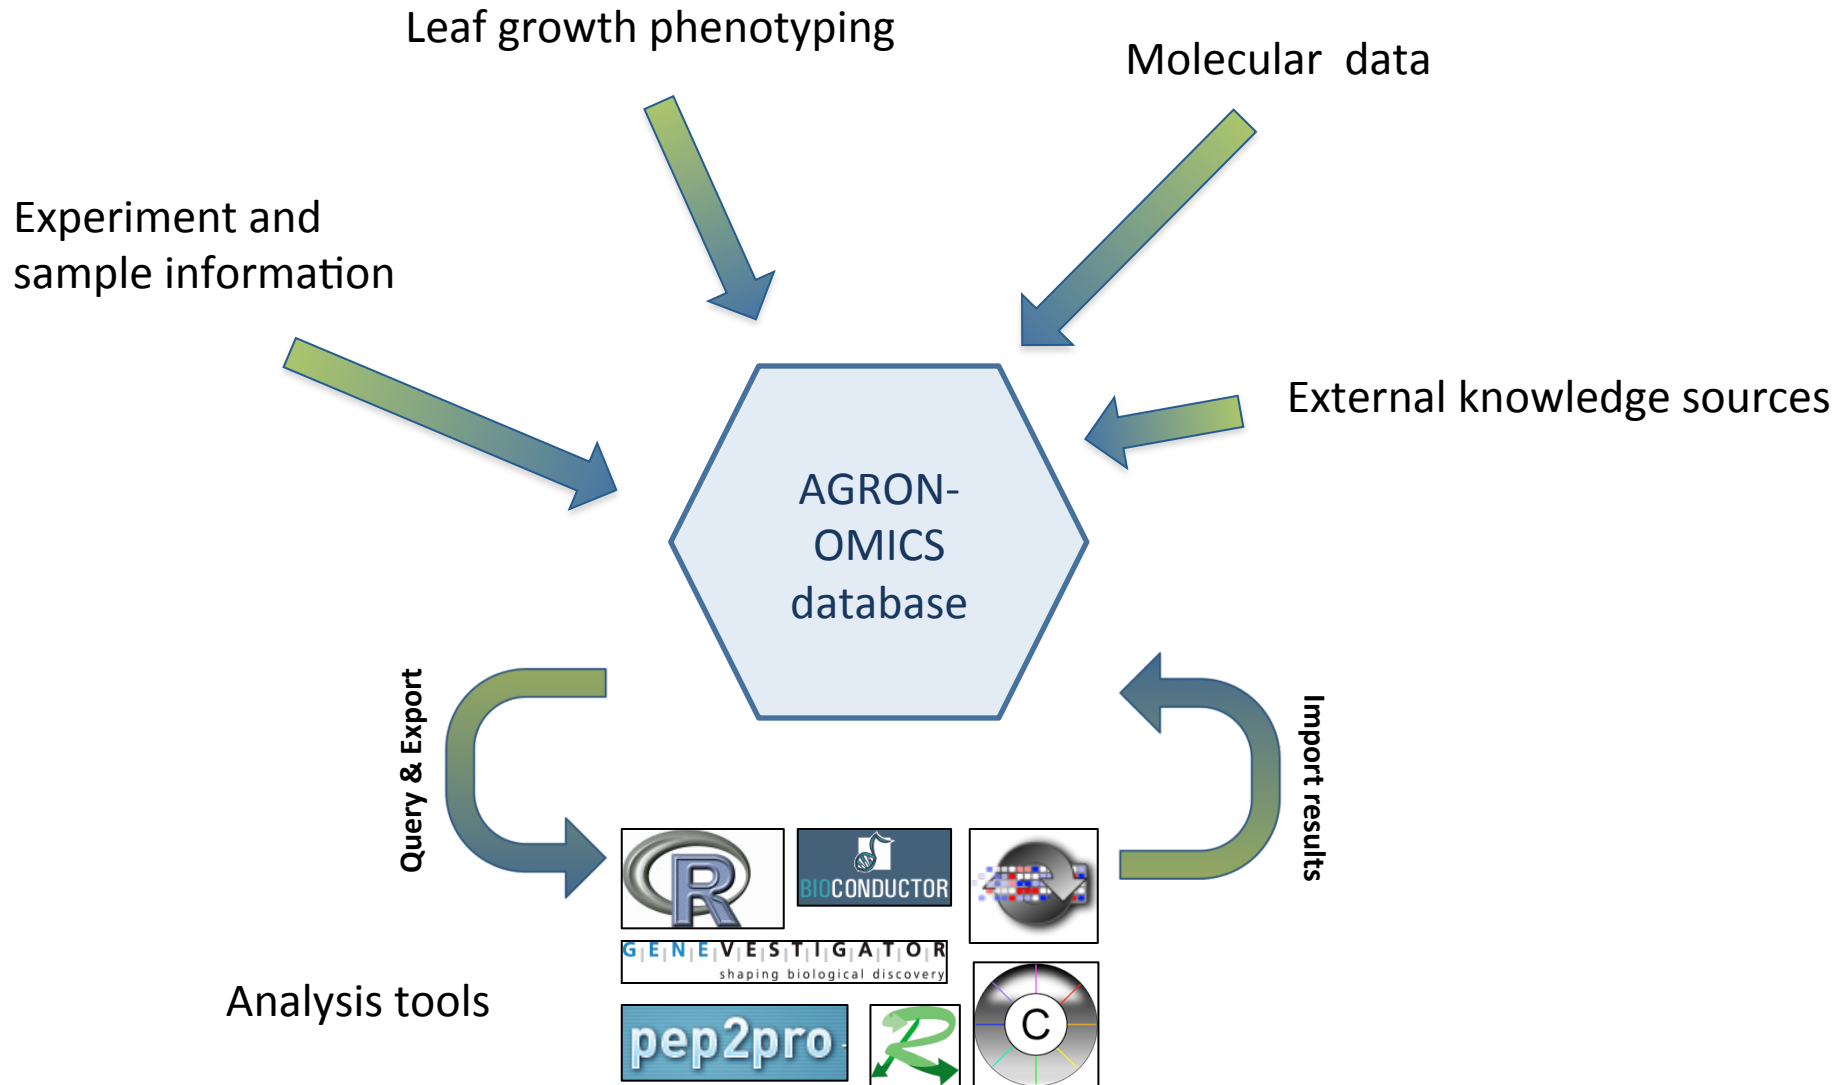 Leaf growth phenotyping
Molecular data
Experiment and
sample information
External knowledge sources
AGRON-
OMICS
database
Query & Export
Import results
R
BIOCONDUCTOR
GENEVESTIGATOR
shaping biological discovery
Analysis tools
pep2pro
R
C